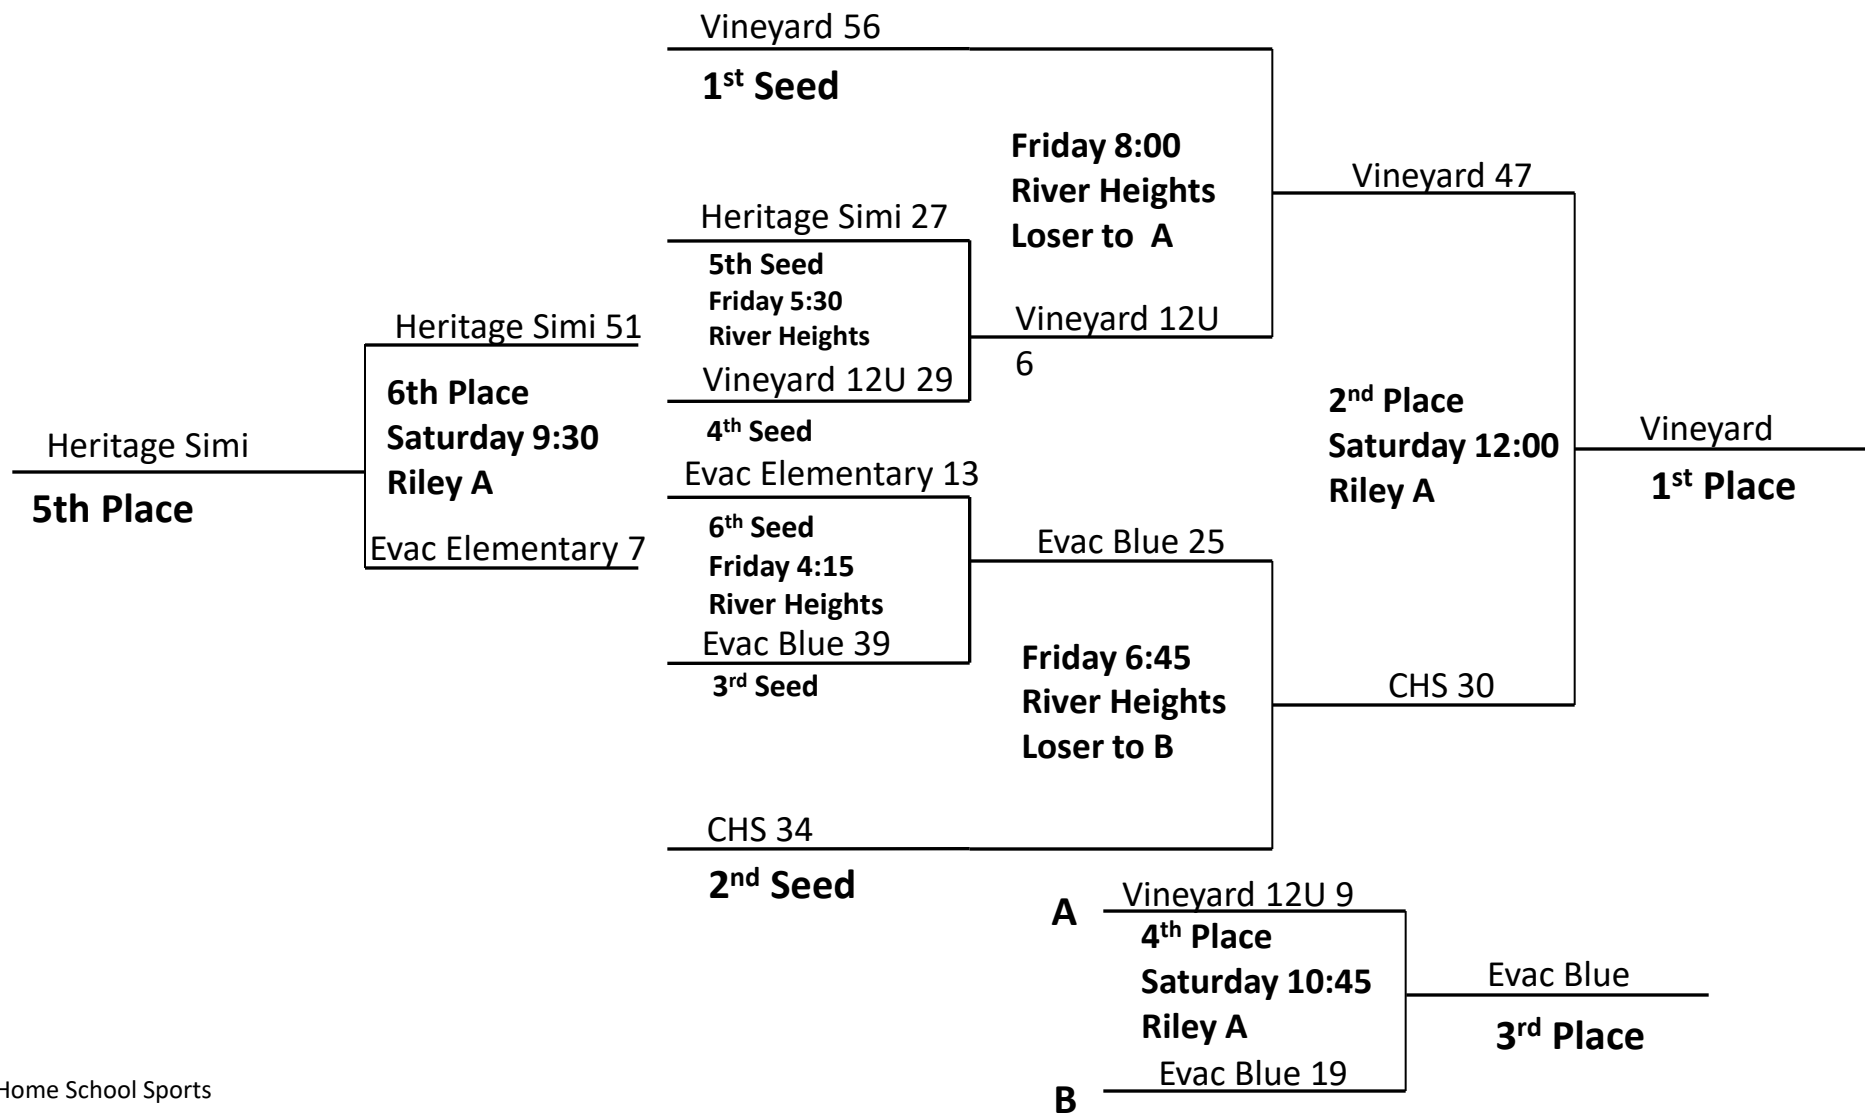 Vineyard 56
1st Seed
Friday 8:00
River Heights
Loser to A
Vineyard 47
Heritage Simi 27
5th Seed
Friday 5:30
River Heights
Vineyard 12U 29
4th Seed
Vineyard 12U
6
Heritage Simi 51
6th Place
Saturday 9:30
Riley A
Evac Elementary 7
Heritage Simi
5th Place
Evac Elementary 13
6th Seed
Friday 4:15
River Heights
Evac Blue 39
3rd Seed
Evac Blue 25
Friday 6:45
River Heights
Loser to B
2nd Place
Saturday 12:00
Riley A
Vineyard
1st Place
CHS 30
CHS 34
2nd Seed
A
Vineyard 12U 9
4th Place
Saturday 10:45
Riley A
Evac Blue 19
B
Evac Blue
3rd Place
Home School Sports